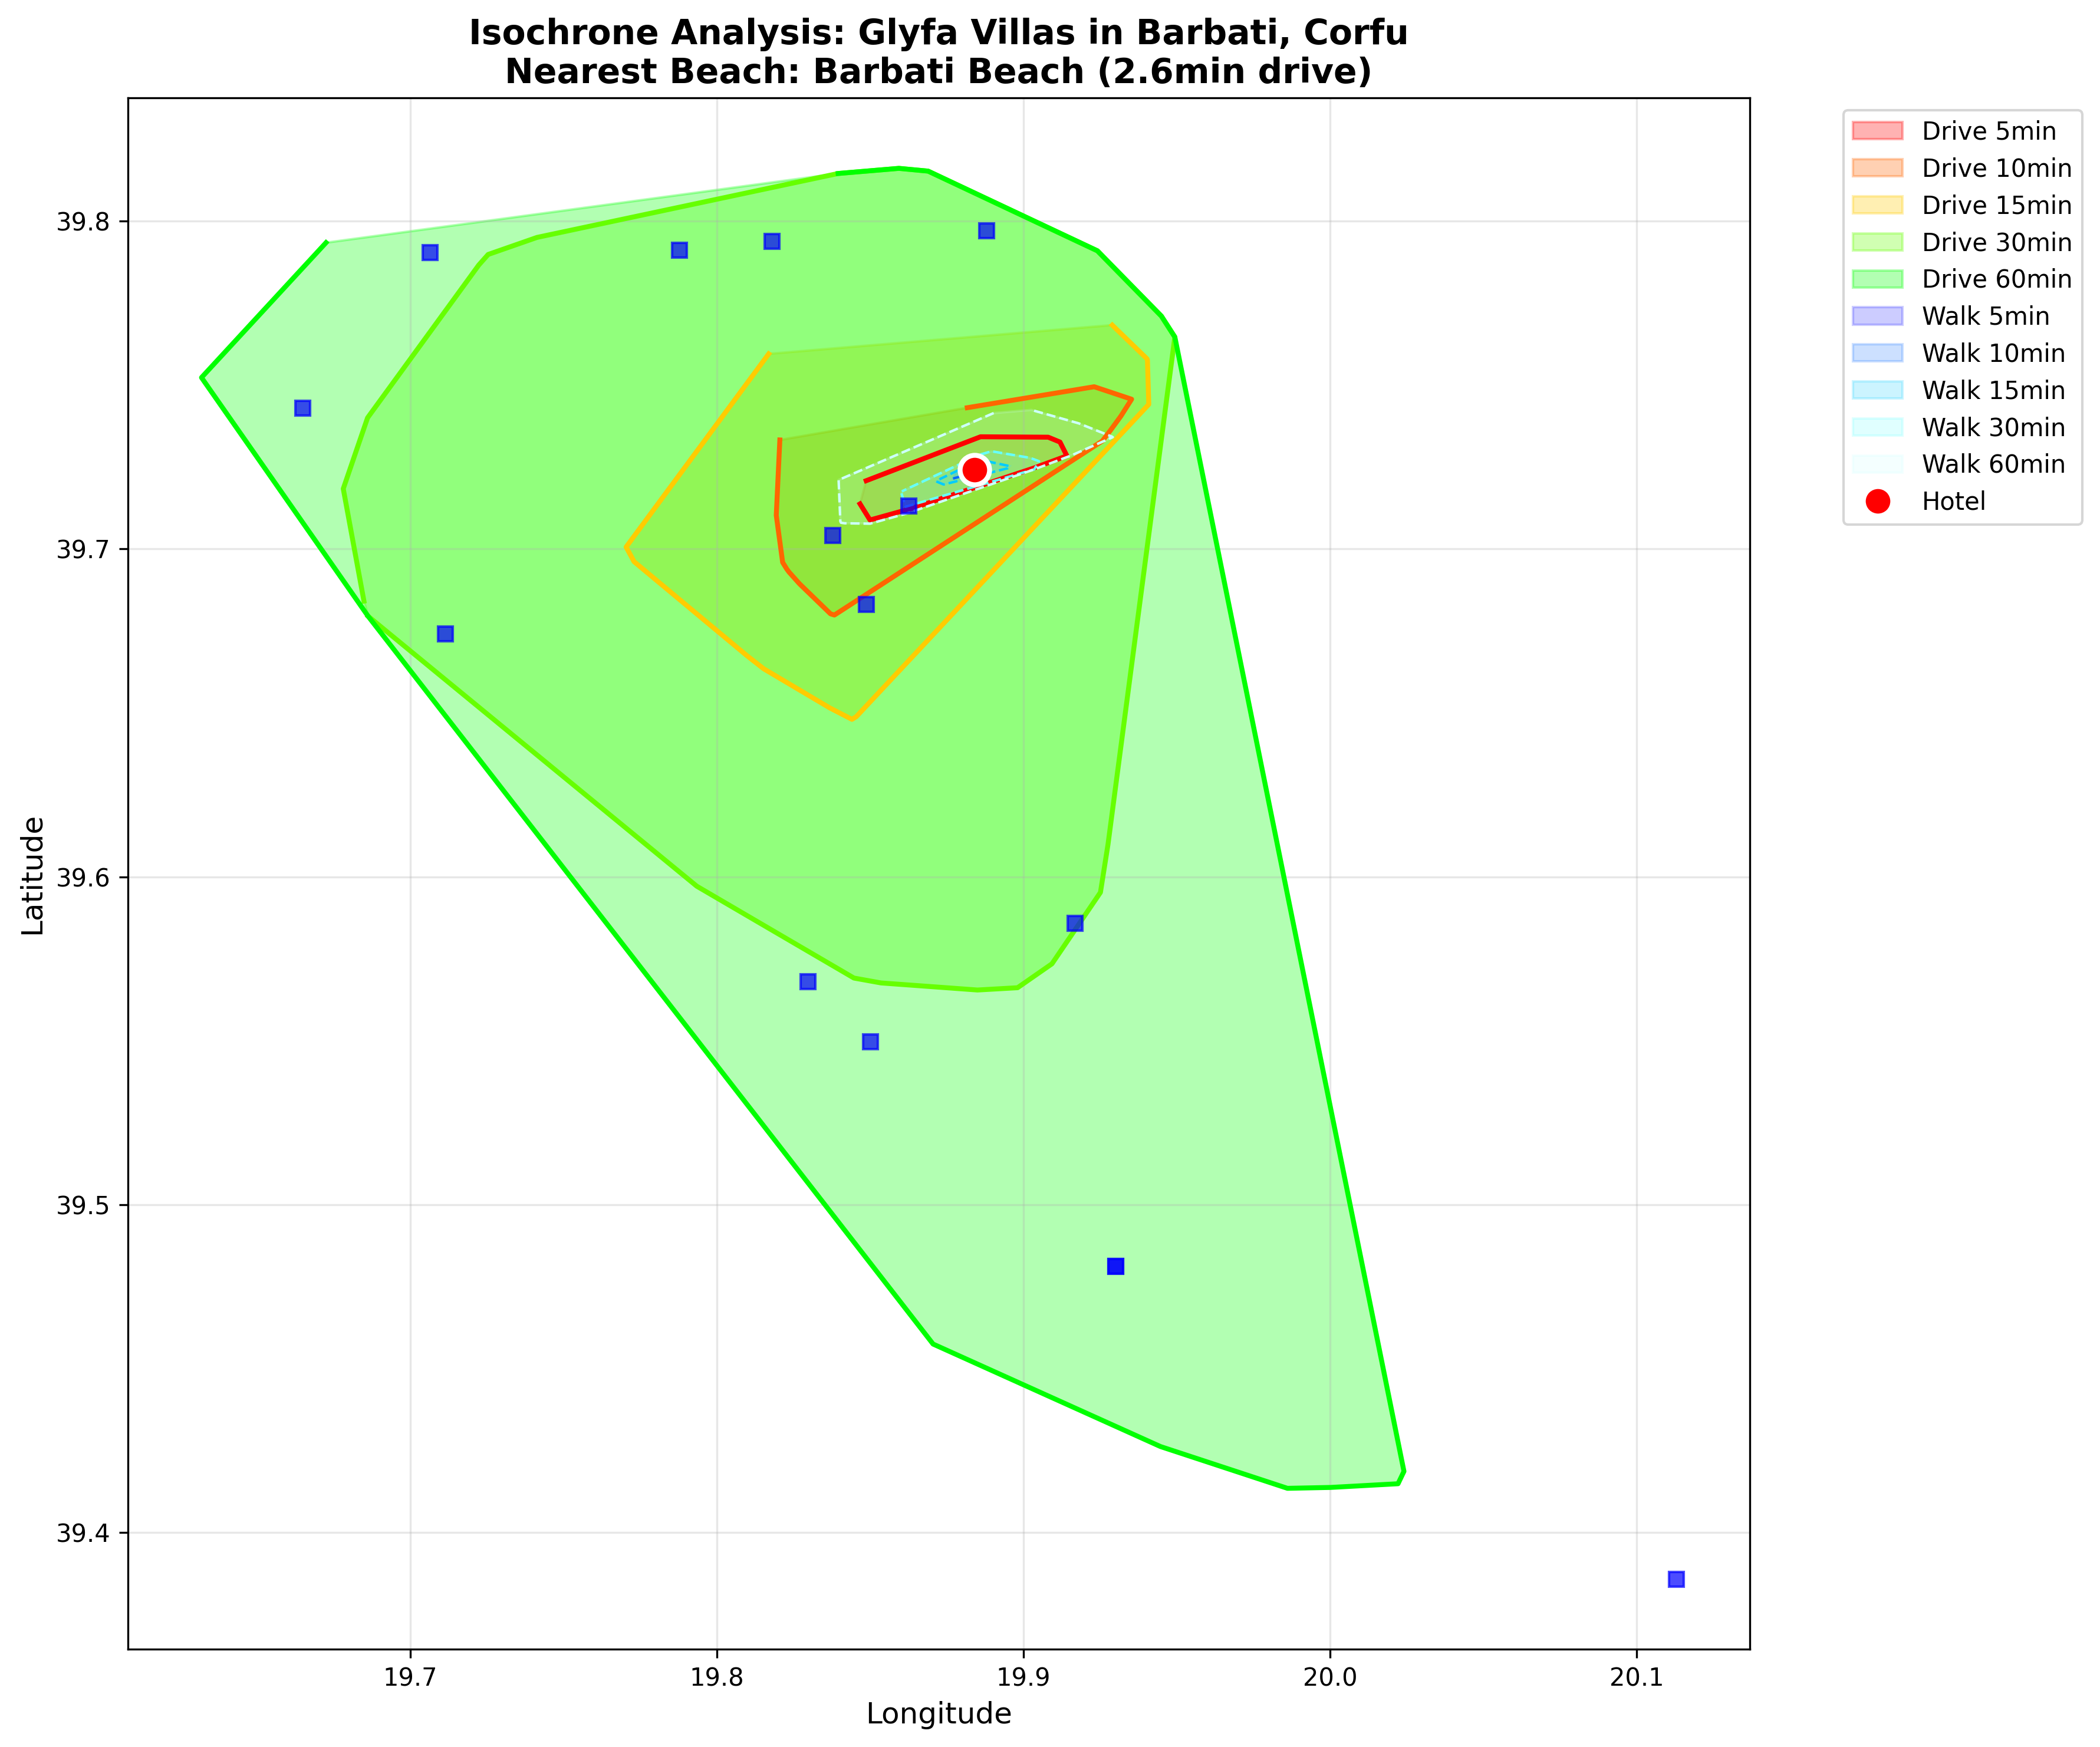 Isochrone Analysis: Glyfa Villas in Barbati, Corfu
Nearest Beach: Barbati Beach (2.6min drive)
Drive 5min
Drive 10min
Drive 15min
Drive 30min
Drive 60min
Walk 5min
Walk 10min
Walk 15min
Walk 30min
Walk 60min
Hotel
39.8
39.7
39.6
39.5
39.4
Latitude
19.7
19.8
19.9
20.0
20.1
Longitude